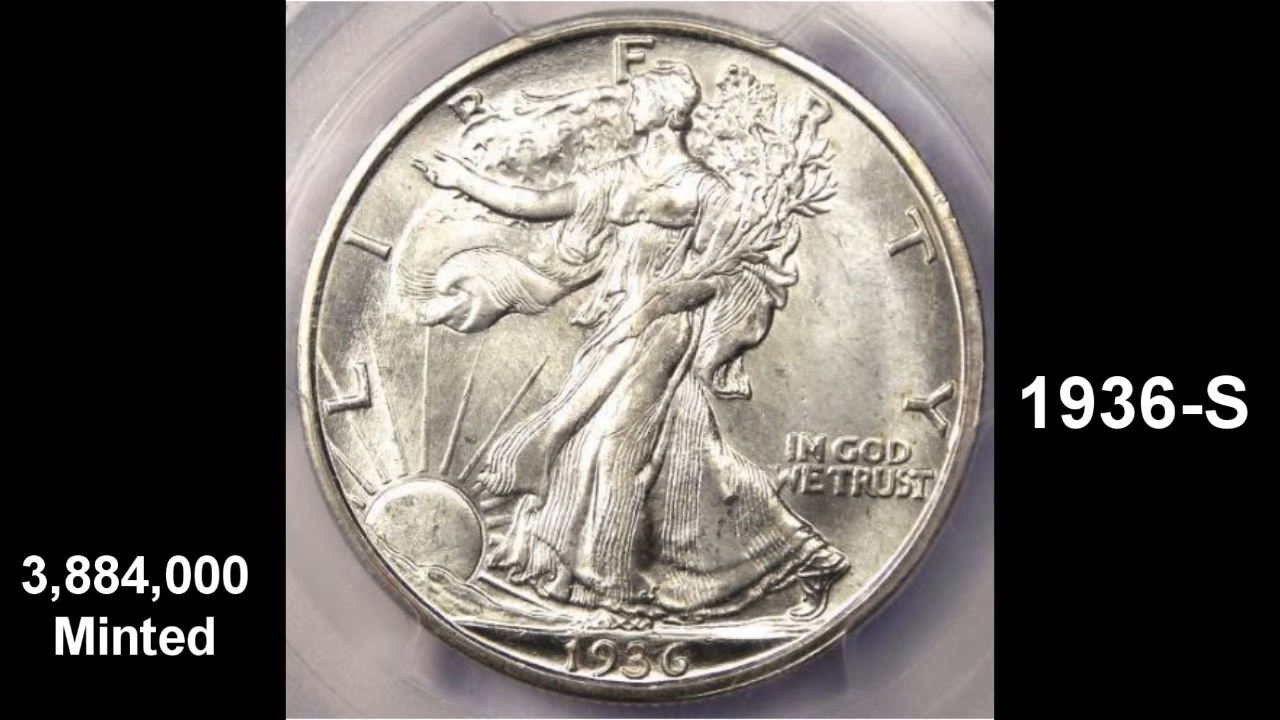 LIBERTY
IN GOD
WE TRUST
1936
1936-S
3,884,000
Minted